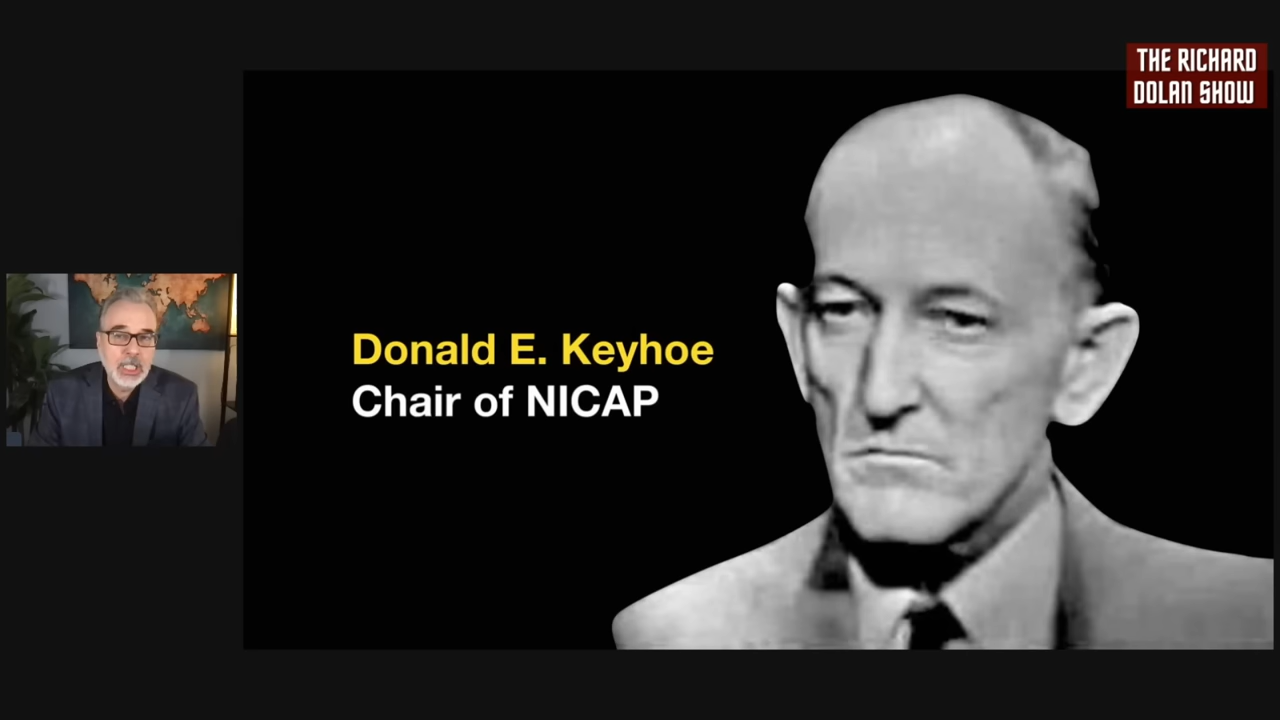 THE RICHARD
DOLAN SHOW
Donald E. Keyhoe
Chair of NICAP